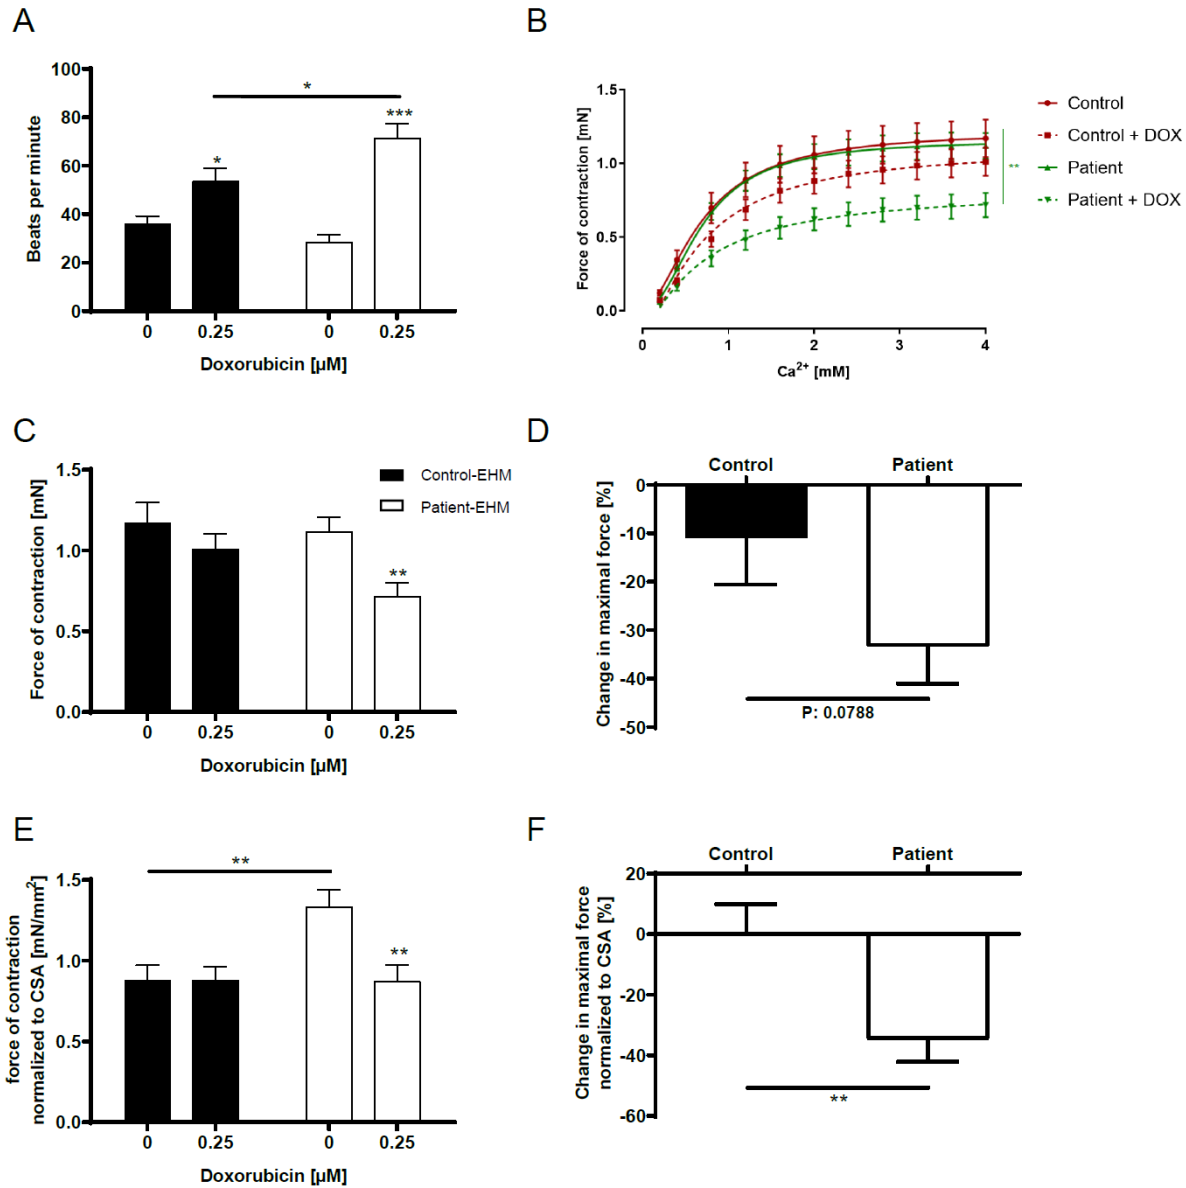 A
100
80
60
40
20
0
Beats per minute
*
*
***
0
0.25
0
0.25
Doxorubicin [µM]
B
1.5
1.0
0.5
0.0
Force of contraction [mN]
0
1
2
3
4
Ca2+ [mM]
Control
Control + DOX
Patient
Patient + DOX
**
C
1.5
1.0
0.5
0.0
Force of contraction [mN]
Control-EHM
Patient-EHM
**
0
0.25
0
0.25
Doxorubicin [µM]
D
Control
Patient
0
-10
-20
-30
-40
-50
Change in maximal force [%]
P: 0.0788
E
1.5
1.0
0.5
0.0
force of contraction
normalized to CSA [mN/mm2]
**
**
0
0.25
0
0.25
Doxorubicin [µM]
F
Control
Patient
20
0
-20
-40
-60
Change in maximal force
normalized to CSA [%]
**